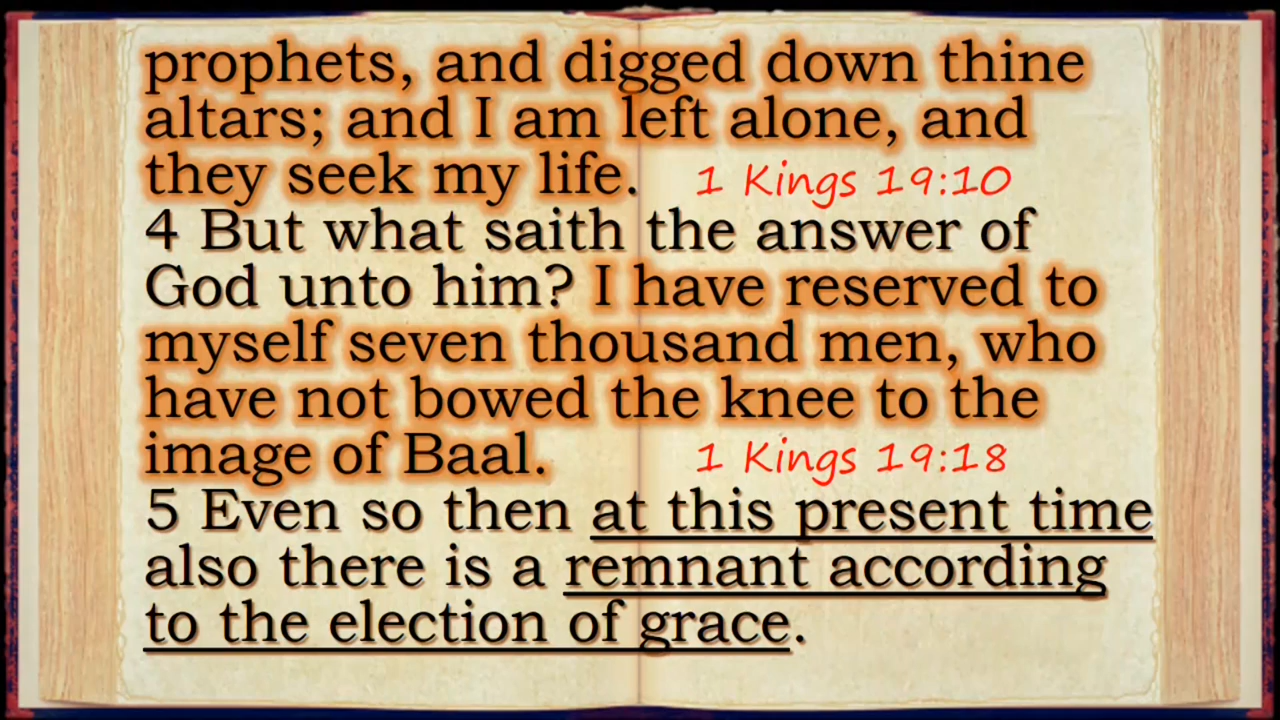 prophets, and digged down thine
altars; and I am left alone, and
they seek my life. 1 Kings 19:10
4 But what saith the answer of
God unto him? I have reserved to
myself seven thousand men, who
have not bowed the knee to the
image of Baal. 1 Kings 19:18
5 Even so then at this present time
also there is a remnant according
to the election of grace.